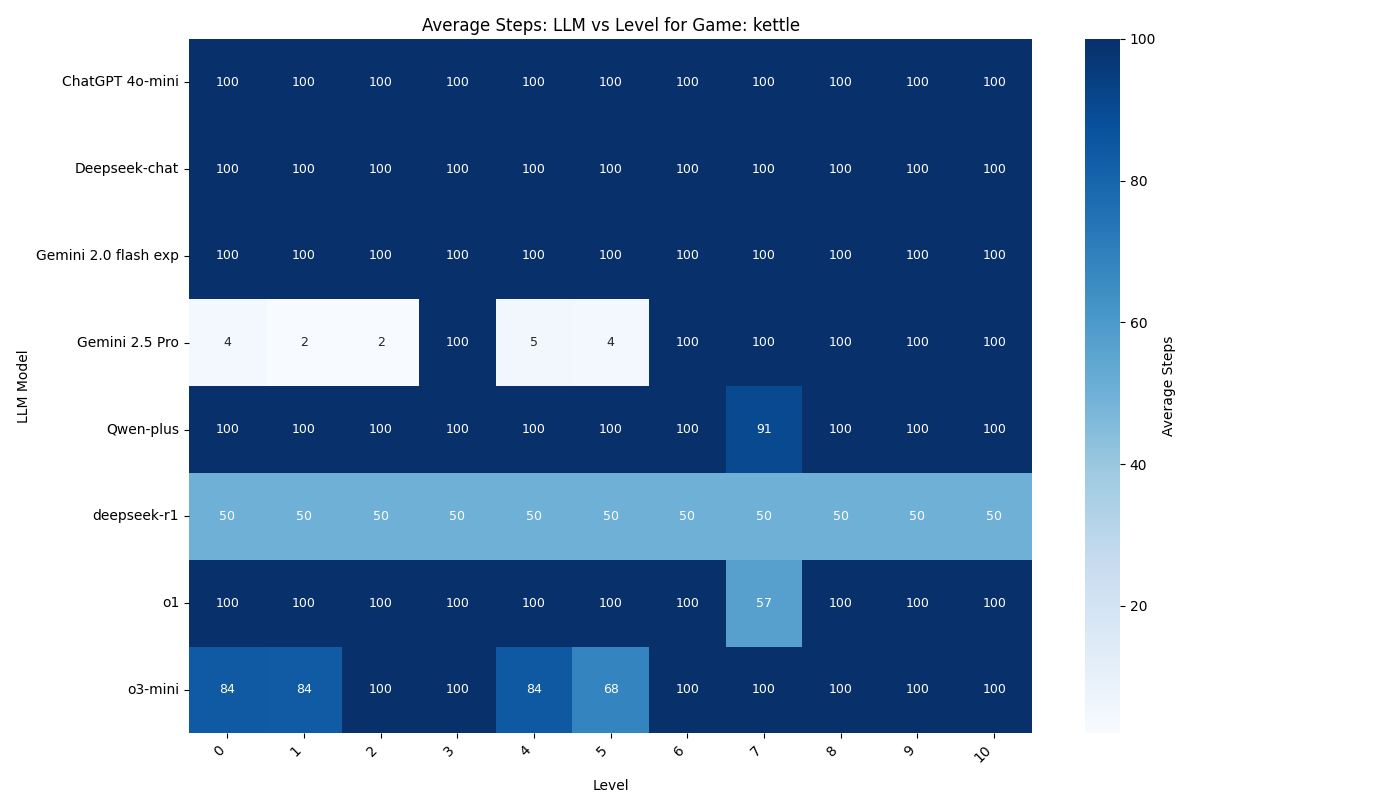 Average Steps: LLM vs Level for Game: kettle
ChatGPT 4o-mini 100 100 100 100 100 100 100 100 100 100 100
Deepseek-chat 100 100 100 100 100 100 100 100 100 100 100
Gemini 2.0 flash exp 100 100 100 100 100 100 100 100 100 100 100
Gemini 2.5 Pro 4 2 2 100 5 4 100 100 100 100 100
Qwen-plus 100 100 100 100 100 100 100 91 100 100 100
deepseek-r1 50 50 50 50 50 50 50 50 50 50 50
o1 100 100 100 100 100 100 100 57 100 100 100
o3-mini 84 84 100 100 84 68 100 100 100 100 100
0 1 2 3 4 5 6 7 8 9 10
Level
LLM Model
100
80
60
40
20
Average Steps